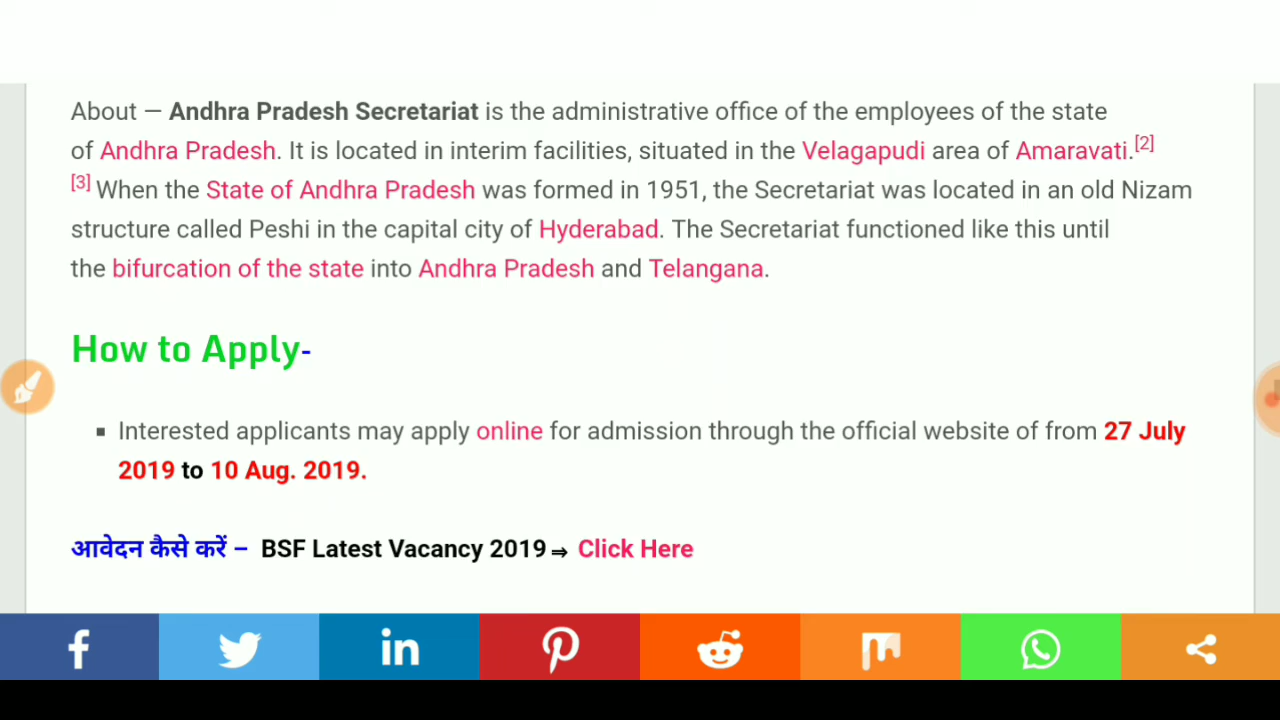 About — Andhra Pradesh Secretariat is the administrative office of the employees of the state
of Andhra Pradesh. It is located in interim facilities, situated in the Velagapudi area of Amaravati.[2]
[3] When the State of Andhra Pradesh was formed in 1951, the Secretariat was located in an old Nizam
structure called Peshi in the capital city of Hyderabad. The Secretariat functioned like this until
the bifurcation of the state into Andhra Pradesh and Telangana.
How to Apply-
▪ Interested applicants may apply online for admission through the official website of from 27 July
2019 to 10 Aug. 2019.
आवेदन कैसे करें – BSF Latest Vacancy 2019⇒ Click Here